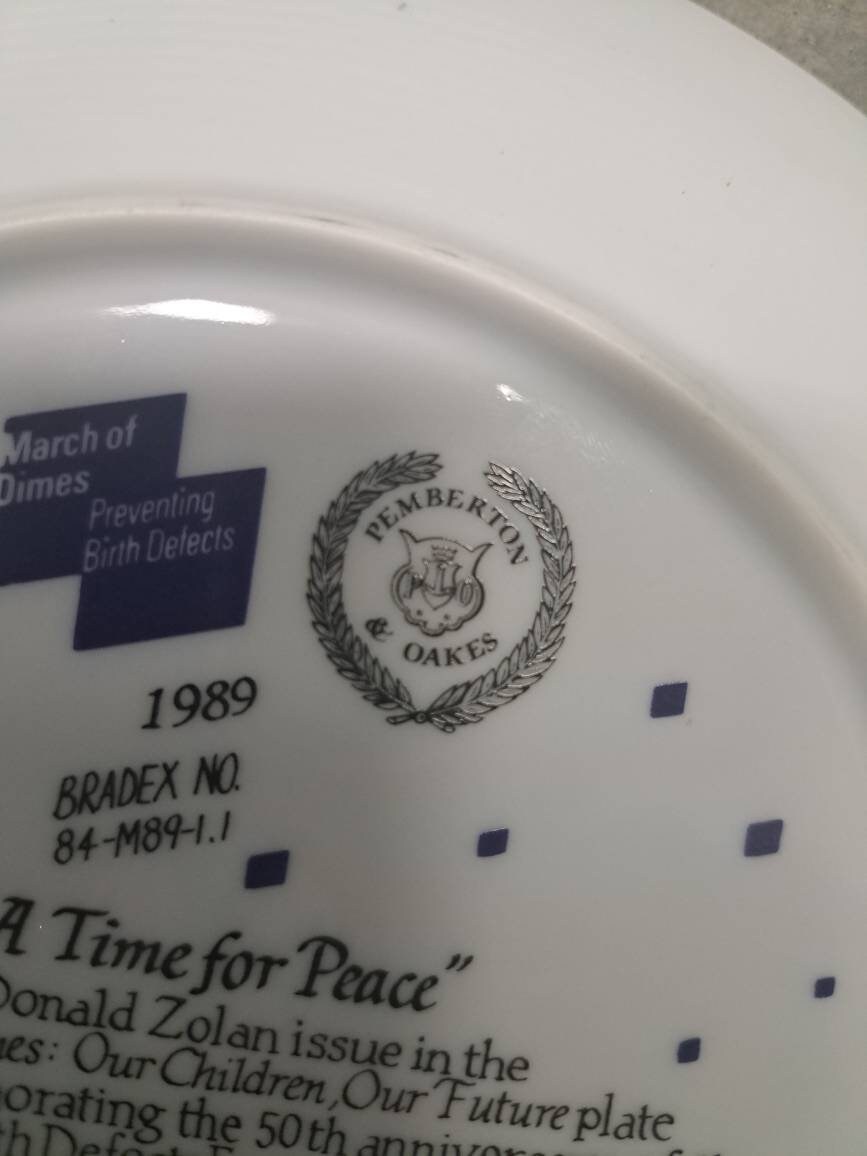 March of
Dimes
Preventing
Birth Defects
PEMBERTON
P&O
& OAKES
1989
BRADEX NO.
84-M89-1.1
A Time for Peace”
Donald Zolan issue in the
Our Children, Our Future plate
the 50th